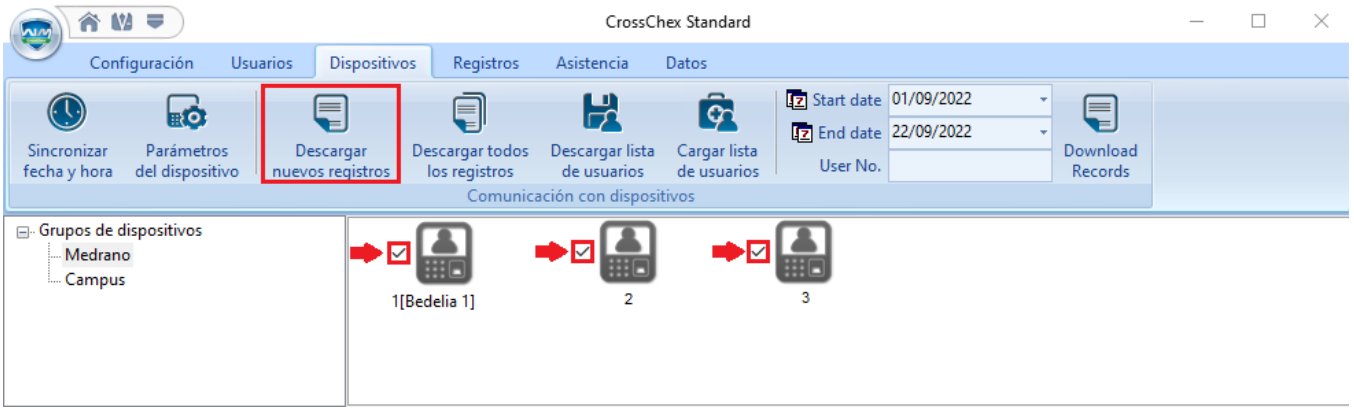 CrossChex Standard
Configuración Usuarios Dispositivos Registros Asistencia Datos
Sincronizar
fecha y hora
Parámetros
del dispositivo
Descargar
nuevos registros
Descargar todos
los registros
Descargar lista
de usuarios
Cargar lista
de usuarios
Start date 01/09/2022
End date 22/09/2022
User No.
Download
Records
Comunicación con dispositivos
Grupos de dispositivos
Medrano
Campus
1[Bedelia 1]
2
3